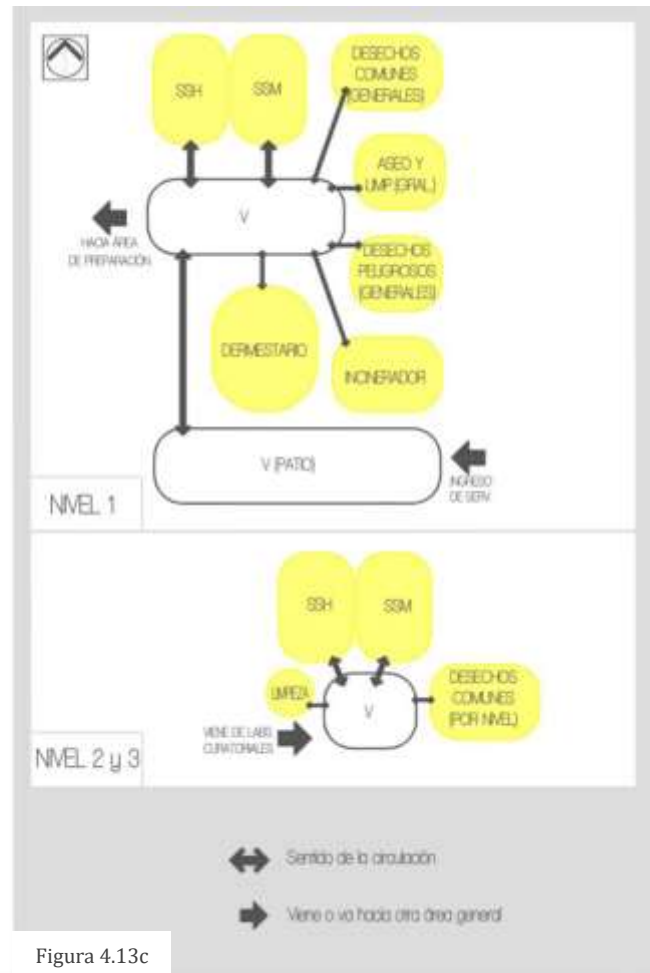 SSH
SSM
DESECHOS
COMUNES
(GENERALES)
ASEO Y
LIMP.(GRAL.)
V
HACIA ÁREA
DE PREPARACIÓN
DESECHOS
PELIGROSOS
(GENERALES)
DERMESTARIO
INCINERADOR
V (PATIO)
INGRESO
DE SERV.
NIVEL 1
SSH
SSM
LIMPIEZA
V
DESECHOS
COMUNES
(POR NIVEL)
VIENE DE LABS.
CURATORIALES
NIVEL 2 y 3
Sentido de la circulación
Viene o va hacia otra área general
Figura 4.13c